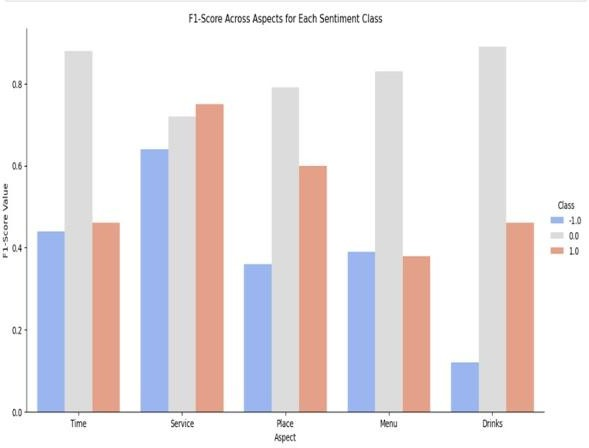 F1-Score Across Aspects for Each Sentiment Class
F1-Score Value
0.8
0.6
0.4
0.2
0.0
Time Service Place Menu Drinks
Aspect
Class
-1.0
0.0
1.0